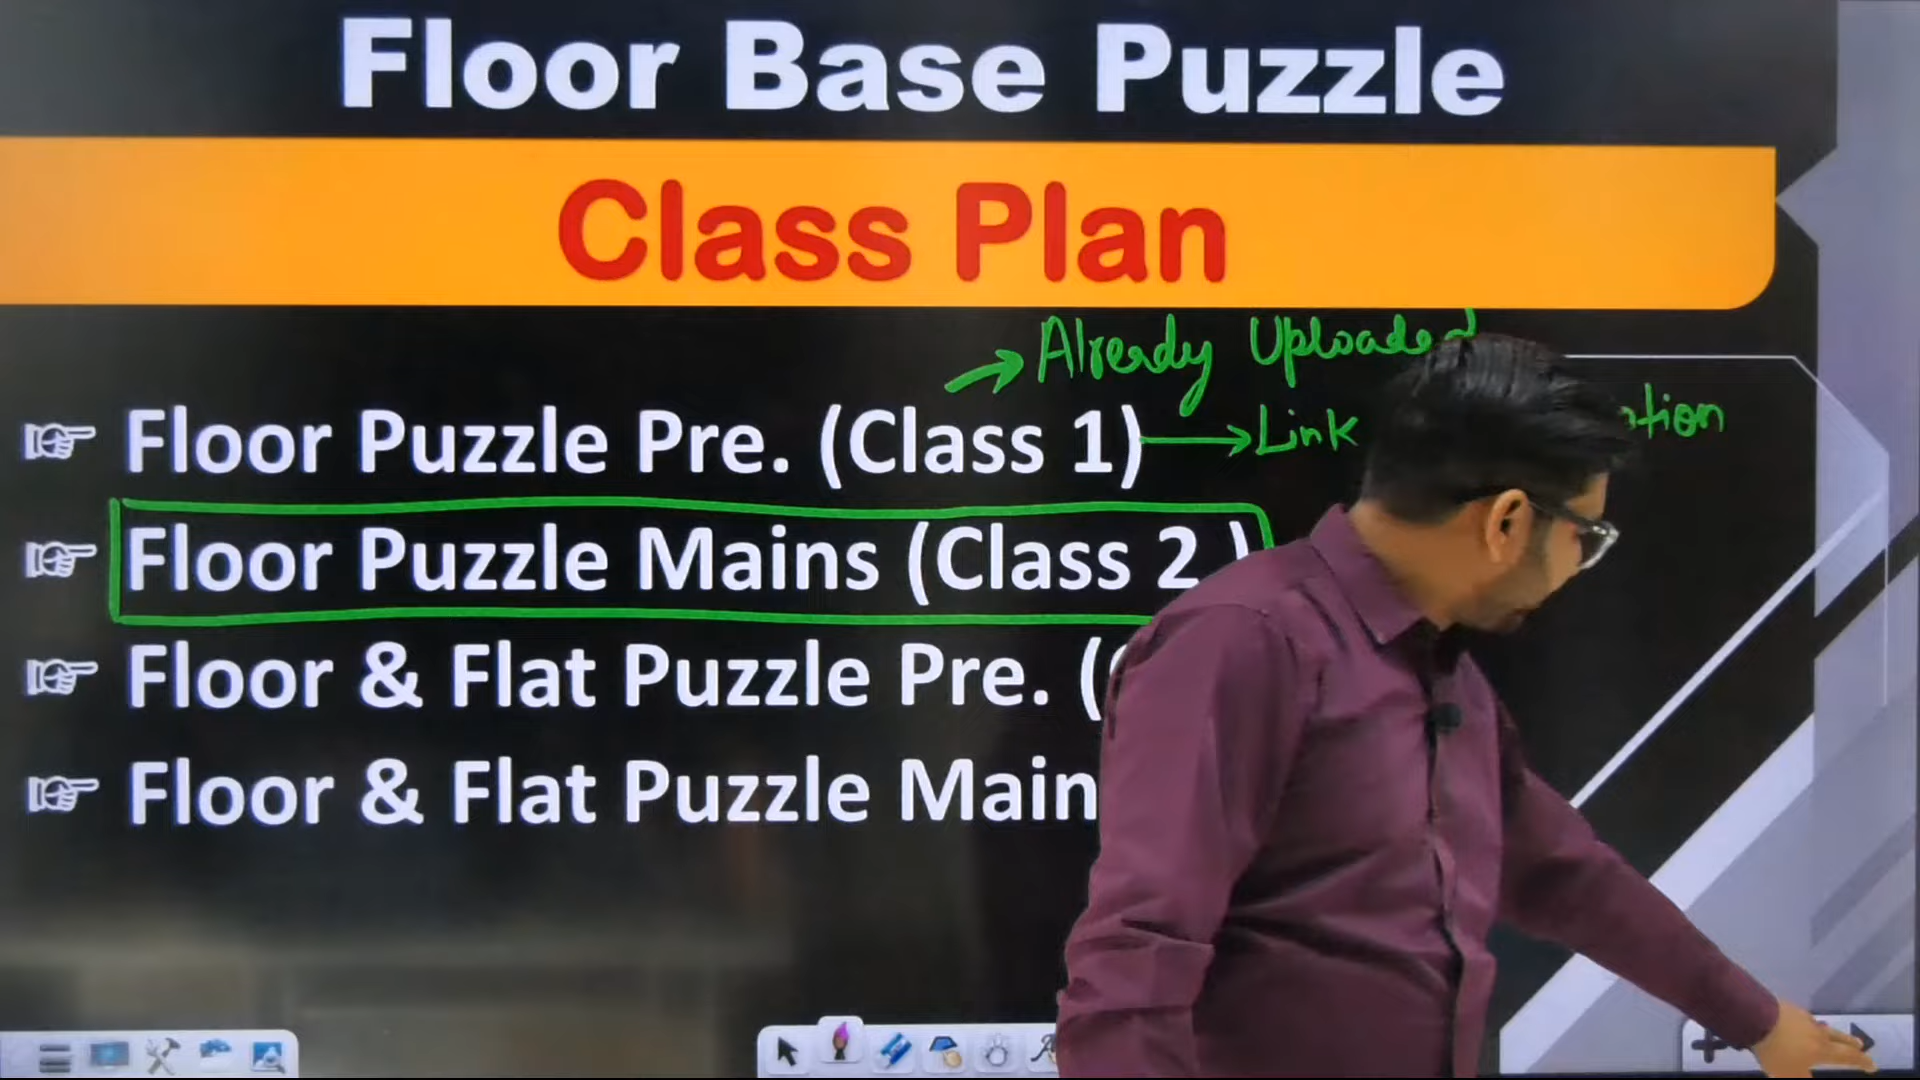 Floor Base Puzzle
Class Plan
Already Uploaded
Floor Puzzle Pre. (Class 1)
Link
Floor Puzzle Mains (Class 2 )
Floor & Flat Puzzle Pre. (
Floor & Flat Puzzle Main